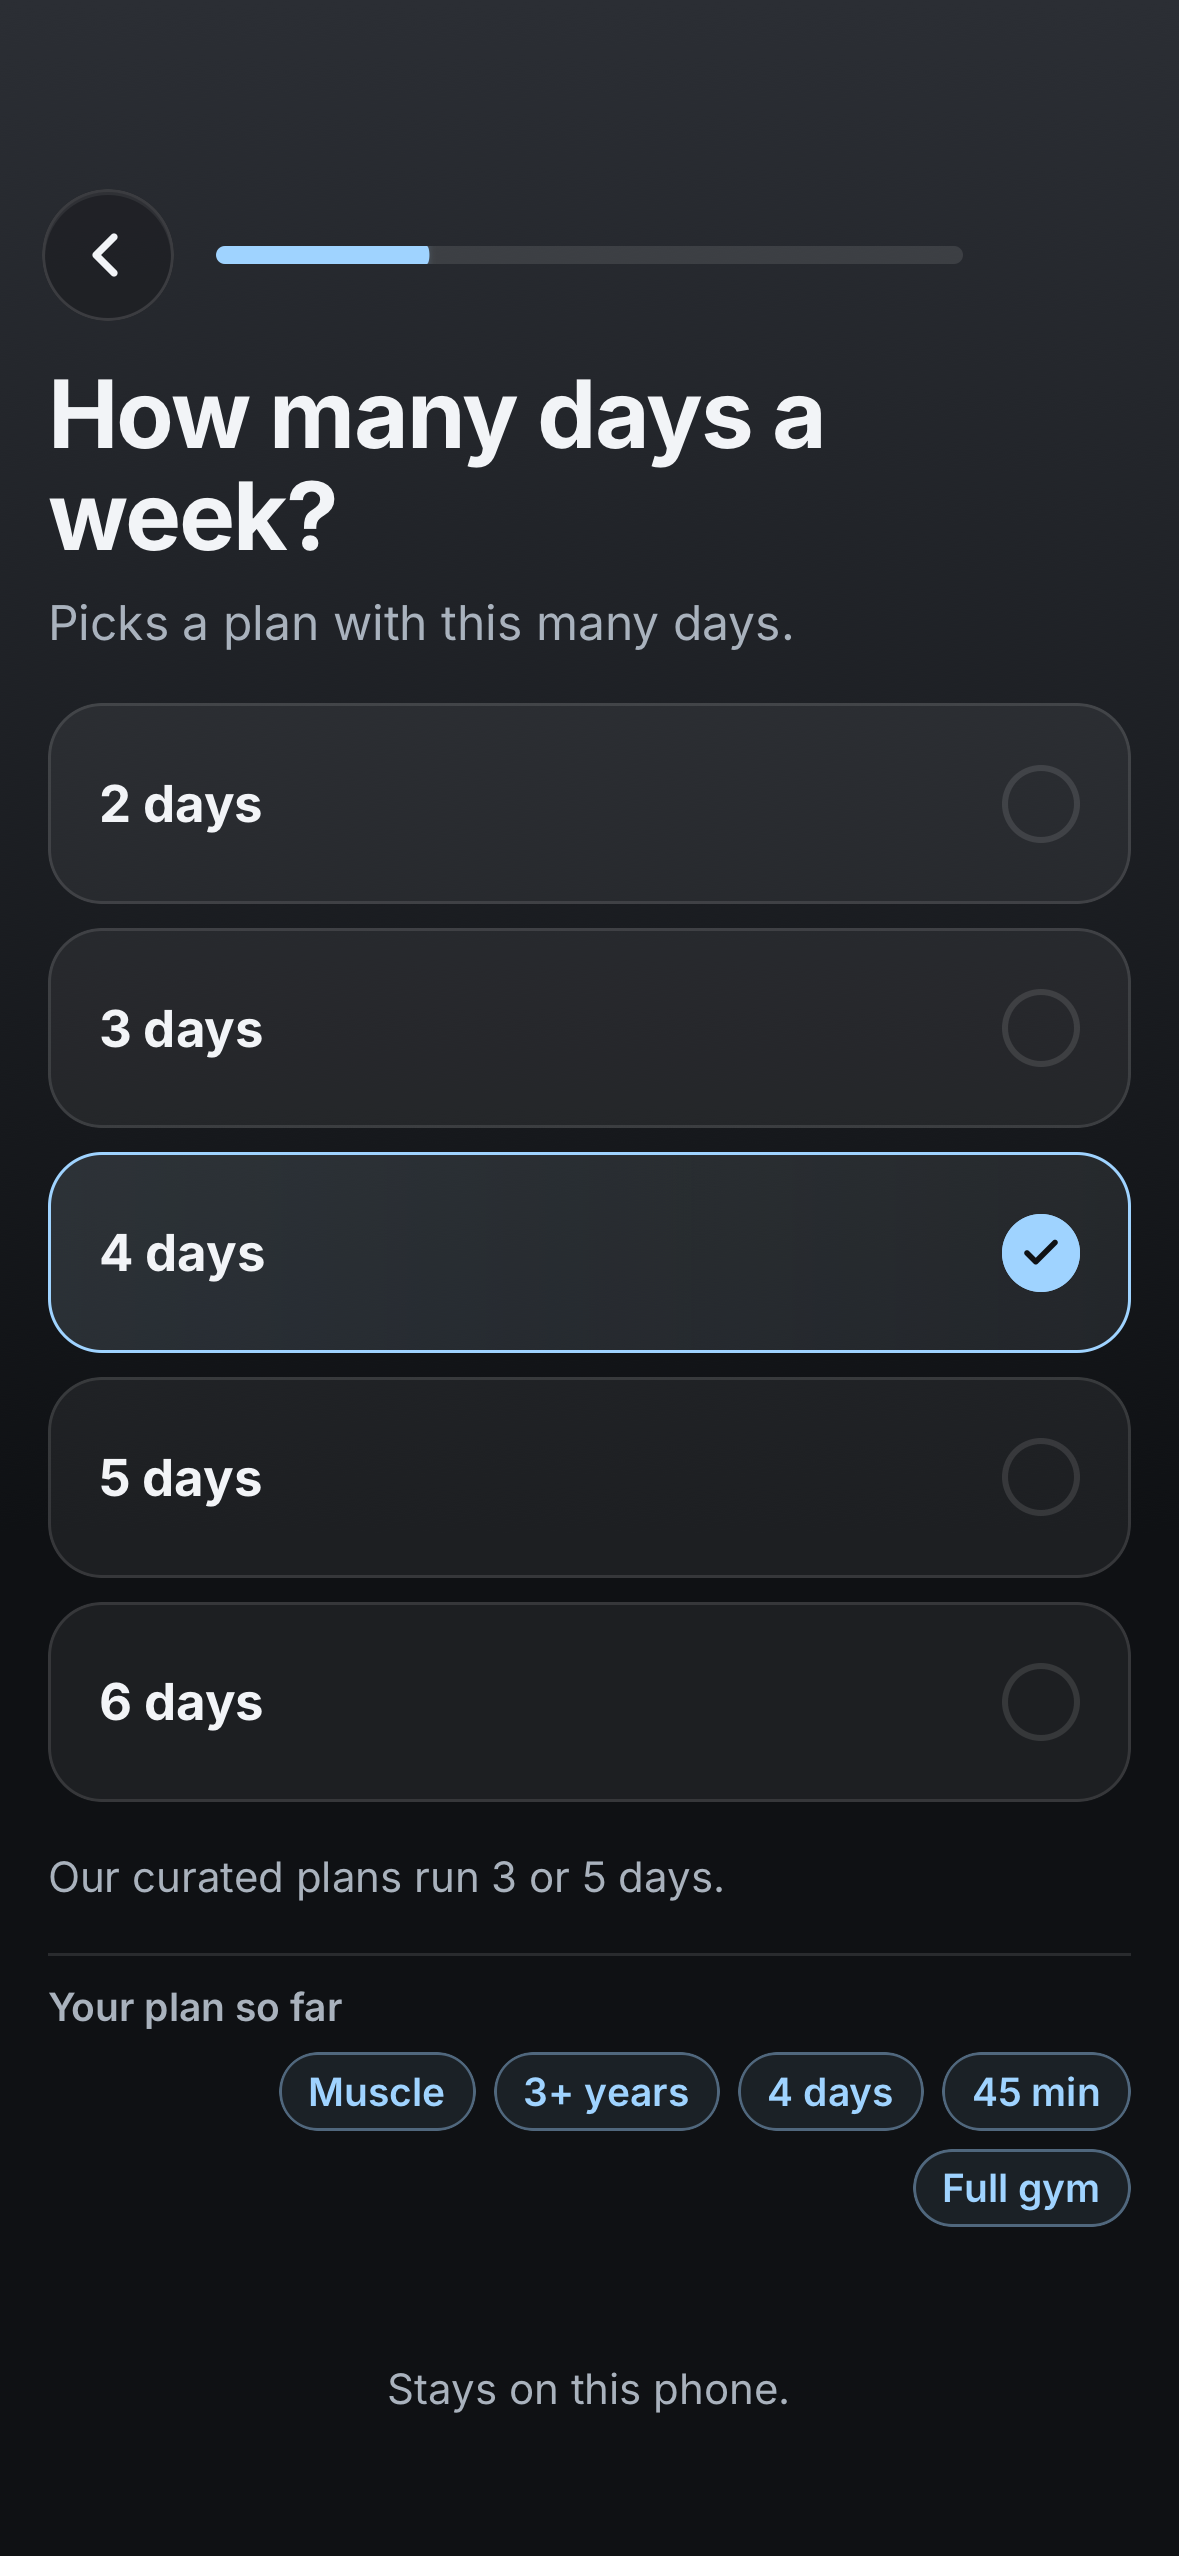 How many days a
week?
Picks a plan with this many days.
2 days
3 days
4 days
5 days
6 days
Our curated plans run 3 or 5 days.
Your plan so far
Muscle 3+ years 4 days 45 min
Full gym
Stays on this phone.